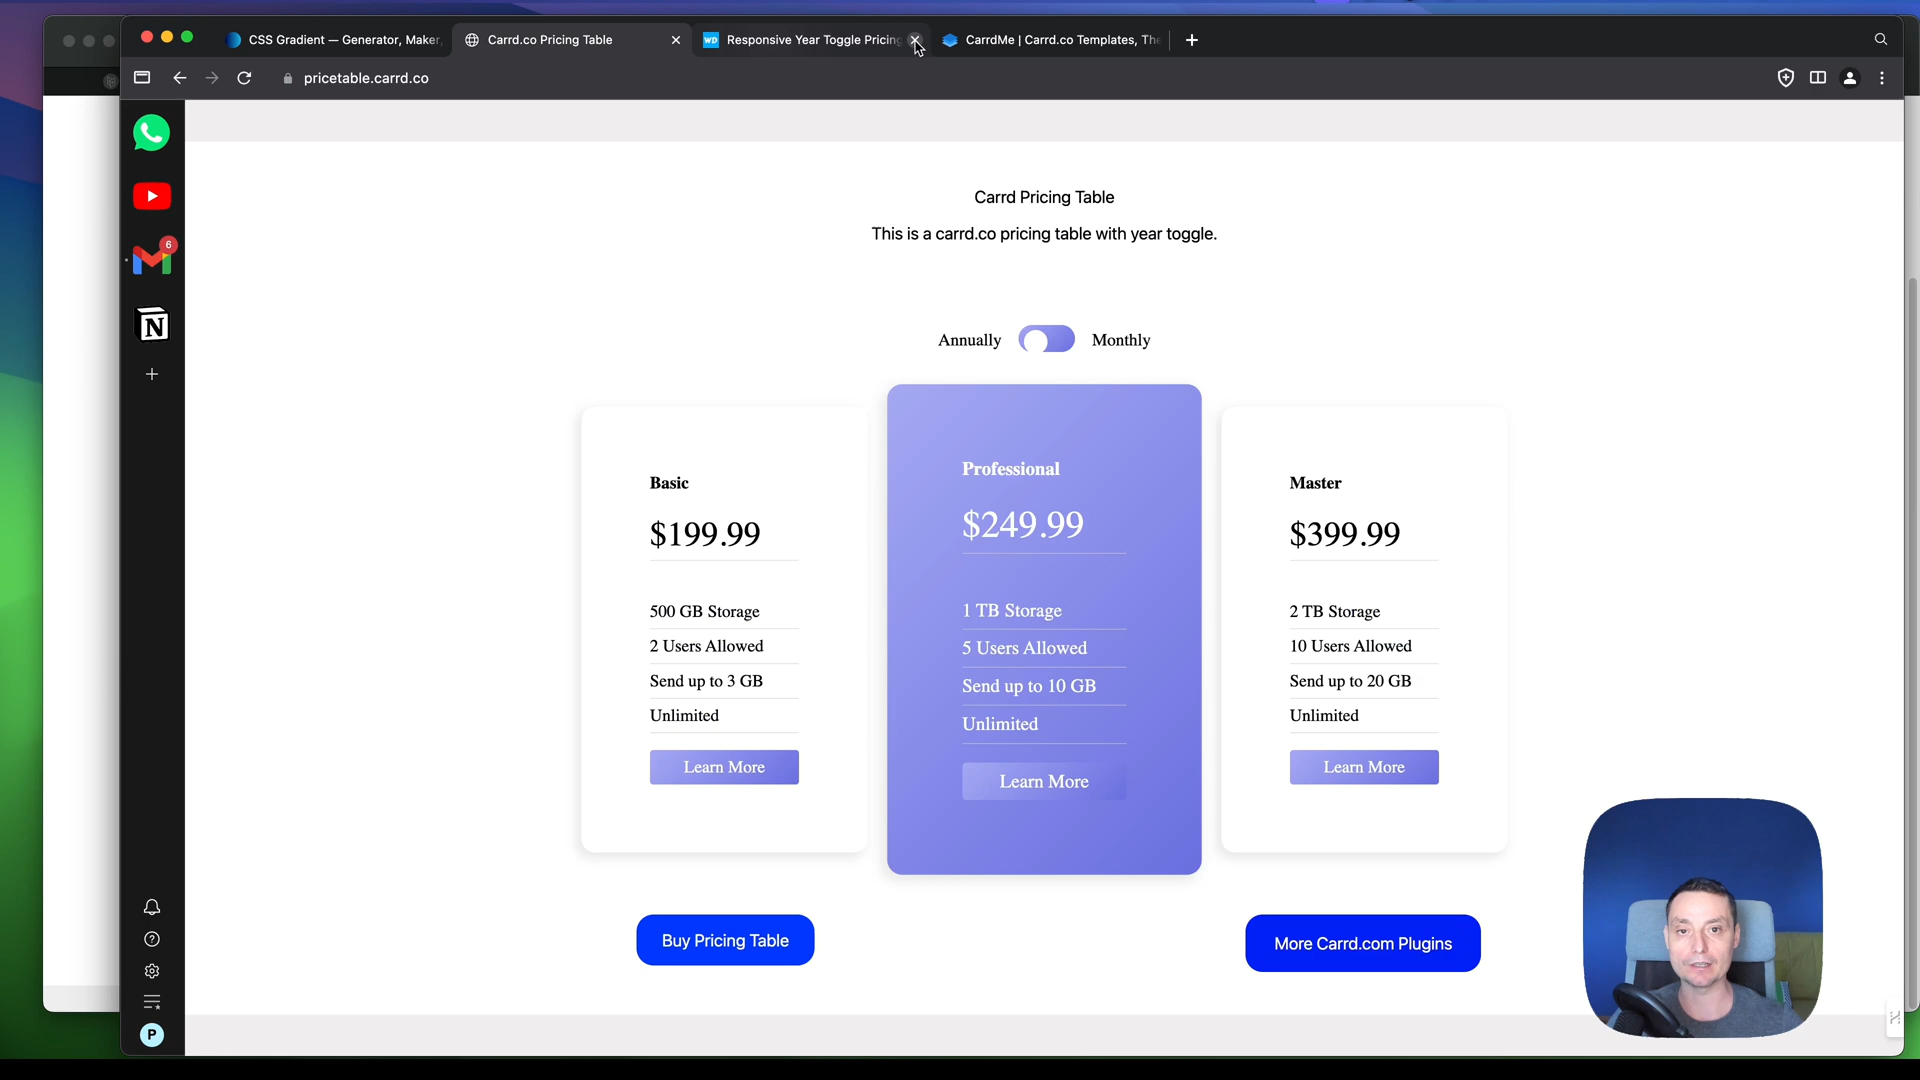 CSS Gradient — Generator, Maker,
Carrd.co Pricing Table
WD
Responsive Year Toggle Pricing
CarrdMe | Carrd.co Templates, The
pricetable.carrd.co
6
N
P
Carrd Pricing Table
This is a carrd.co pricing table with year toggle.
Annually
Monthly
Basic
$199.99
500 GB Storage
2 Users Allowed
Send up to 3 GB
Unlimited
Learn More
Professional
$249.99
1 TB Storage
5 Users Allowed
Send up to 10 GB
Unlimited
Learn More
Master
$399.99
2 TB Storage
10 Users Allowed
Send up to 20 GB
Unlimited
Learn More
Buy Pricing Table
More Carrd.com Plugins